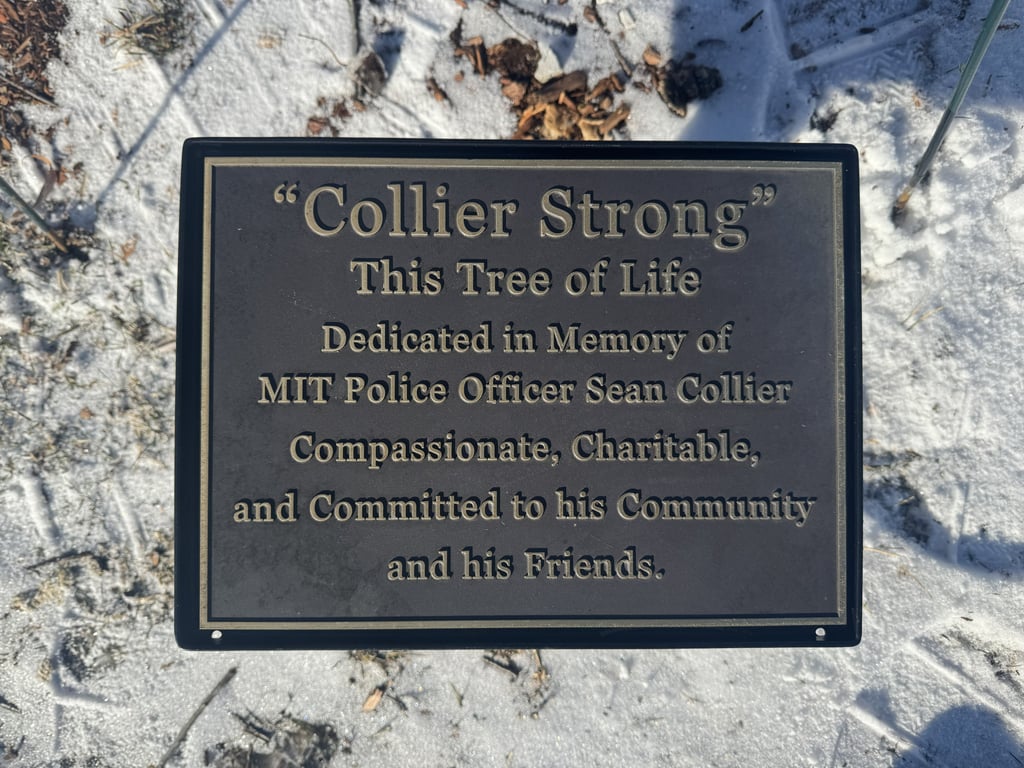 “Collier Strong”
This Tree of Life
Dedicated in Memory of
MIT Police Officer Sean Collier
Compassionate, Charitable,
and Committed to his Community
and his Friends.